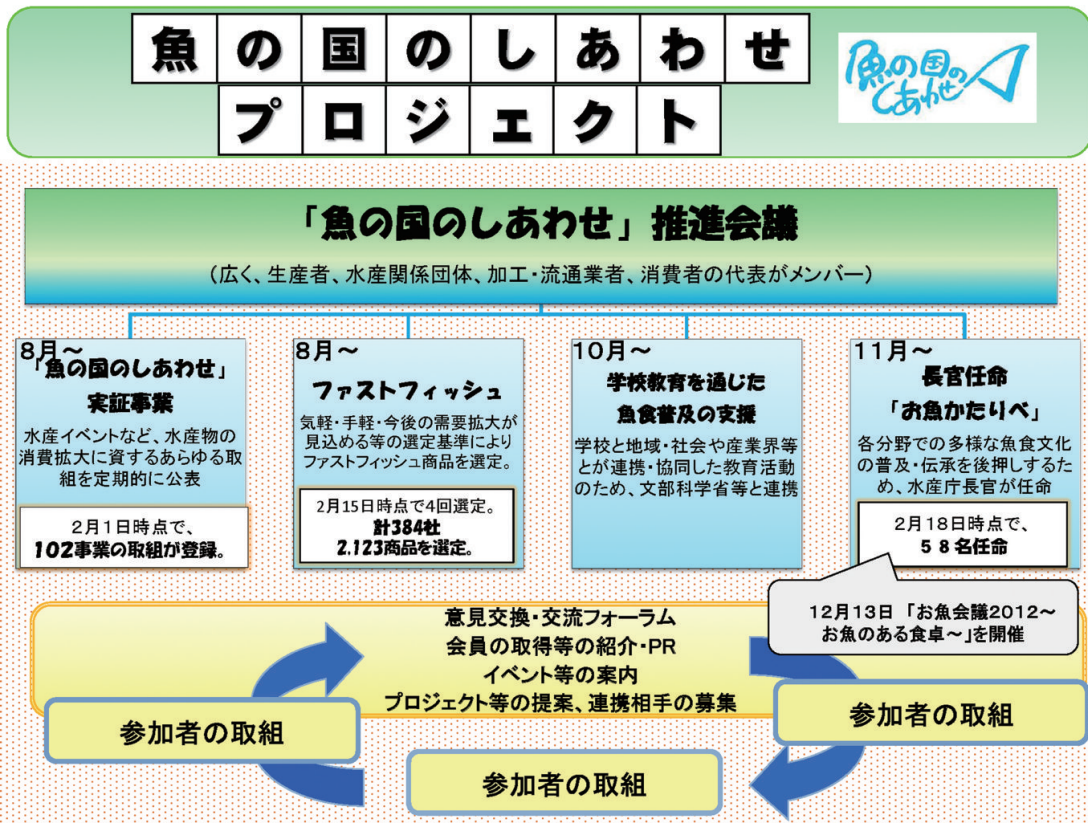 魚の国のしあわせ
プロジェクト
魚の国の
しあわせ
「魚の国のしあわせ」推進会議
（広く、生産者、水産関係団体、加工・流通業者、消費者の代表がメンバー）
8月～
「魚の国のしあわせ」
実証事業
水産イベントなど、水産物の
消費拡大に資するあらゆる取
組を定期的に公表
2月1日時点で、
102事業の取組が登録。
8月～
ファストフィッシュ
気軽・手軽・今後の需要拡大が
見込める等の選定基準により
ファストフィッシュ商品を選定。
2月15日時点で4回選定。
計384社
2.123商品を選定。
10月～
学校教育を通じた
魚食普及の支援
学校と地域・社会や産業界等
とが連携・協同した教育活動
のため、文部科学省等と連携
11月～
長官任命
「お魚かたりべ」
各分野での多様な魚食文化
の普及・伝承を後押しするた
め、水産庁長官が任命
2月18日時点で、
５８名任命
12月13日 「お魚会議2012～
お魚のある食卓～」を開催
意見交換・交流フォーラム
会員の取得等の紹介・PR
イベント等の案内
プロジェクト等の提案、連携相手の募集
参加者の取組
参加者の取組
参加者の取組